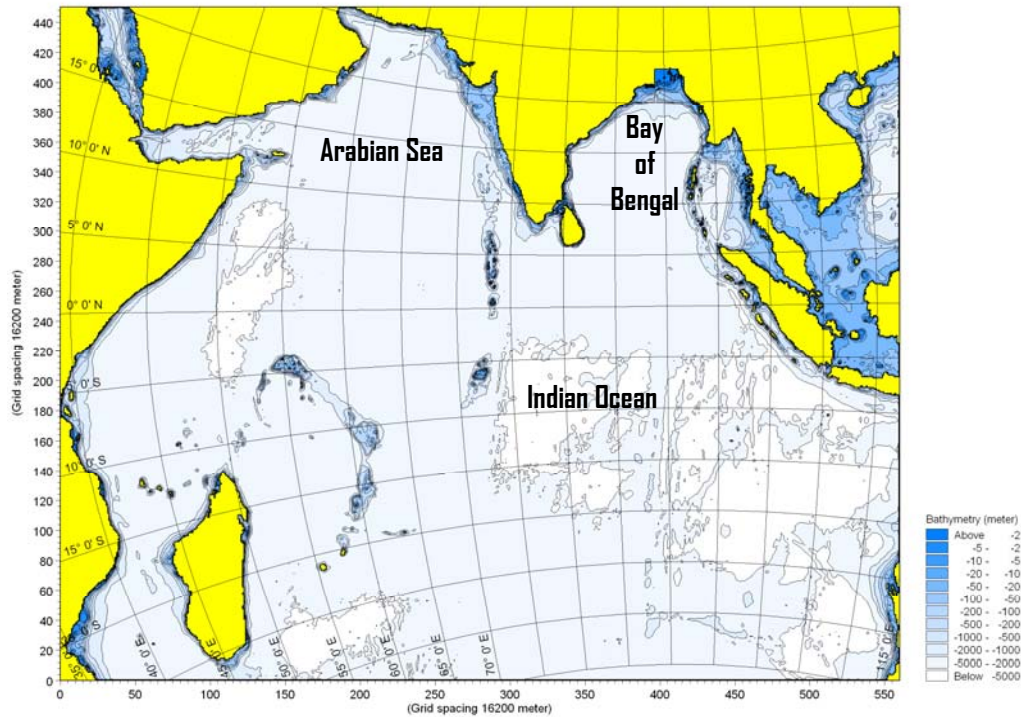 440
420
400
380
360
340
320
300
280
260
240
220
200
180
160
140
120
100
80
60
40
20
0
(Grid spacing 16200 meter)
15° 0'
10° 0' N
5° 0' N
0° 0' N
5° 0' S
10° 0' S
15° 0' S
Arabian Sea
Bay
of
Bengal
Indian Ocean
35° 0' E
40° 0' E
45° 0' E
50° 0' E
55° 0' E
60° 0' E
65° 0' E
70° 0' E
115° 0' E
0 50 100 150 200 250 300 350 400 450 500 550
(Grid spacing 16200 meter)
Bathymetry (meter)
Above -2
-5 - -2
-10 - -5
-20 - -10
-50 - -20
-100 - -50
-200 - -100
-500 - -200
-1000 - -500
-2000 - -1000
-5000 - -2000
Below -5000